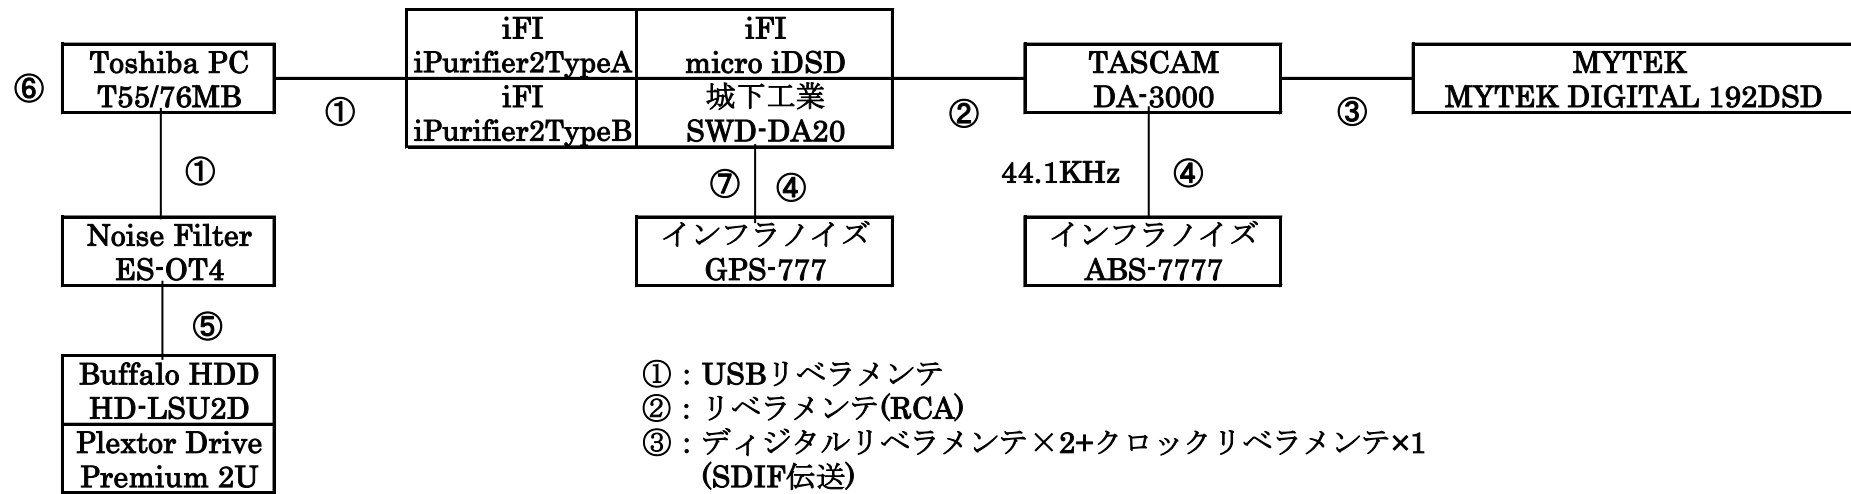 ⑥
Toshiba PC
T55/76MB
①
iFI
iPurifier2TypeA
iFI
iPurifier2TypeB
iFI
micro iDSD
城下工業
SWD-DA20
②
TASCAM
DA-3000
③
MYTEK
MYTEK DIGITAL 192DSD
①
⑦ ④
44.1KHz ④
Noise Filter
ES-OT4
インフラノイズ
GPS-777
インフラノイズ
ABS-7777
⑤
Buffalo HDD
HD-LSU2D
Plextor Drive
Premium 2U
①：USBリベラメンテ
②：リベラメンテ(RCA)
③：ディジタルリベラメンテ×2+クロックリベラメンテ×1
(SDIF伝送)